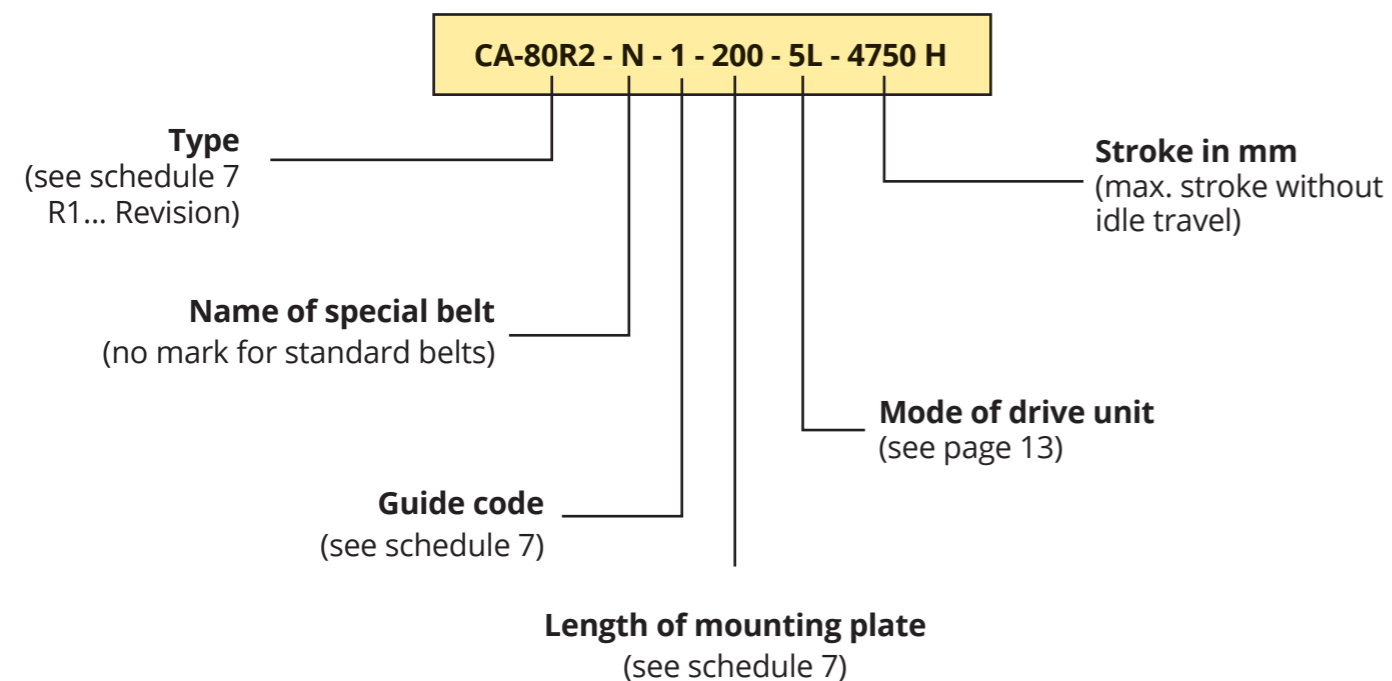 CA-80R2 - N - 1 - 200 - 5L - 4750 H
Type
(see schedule 7
R1... Revision)
Stroke in mm
(max. stroke without
idle travel)
Name of special belt
(no mark for standard belts)
Mode of drive unit
(see page 13)
Guide code
(see schedule 7)
Length of mounting plate
(see schedule 7)